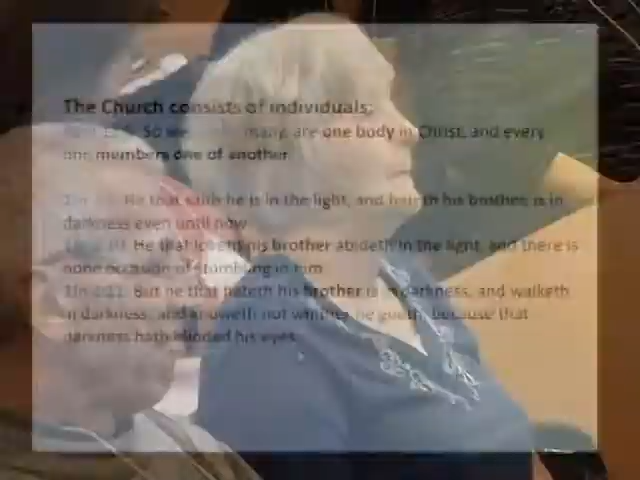 The Church consists of individuals:
So we many, are one body in Christ, and every
one members one of another.
He that saith he is in the light, and hateth his brother, is in
darkness even until now.
He that loveth his brother abideth in the light, and there is
none occasion of stumbling in him.
But he that hateth his brother is in darkness, and walketh
in darkness, and knoweth not whither he goeth, because that
darkness hath blinded his eyes.